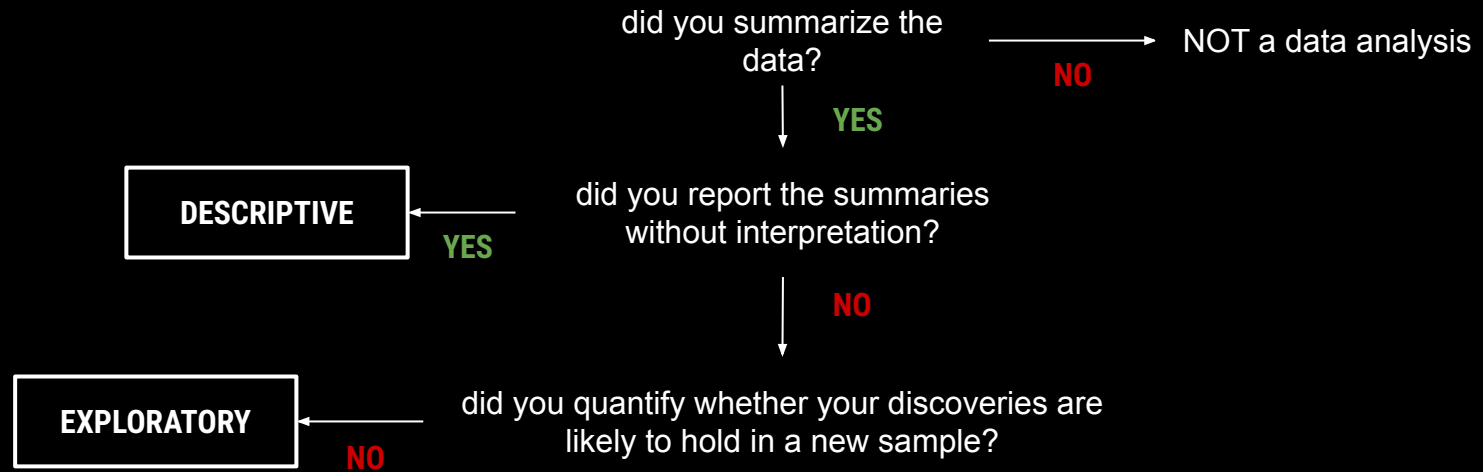 did you summarize the
data?
NO
NOT a data analysis
YES
DESCRIPTIVE
YES
did you report the summaries
without interpretation?
NO
EXPLORATORY
NO
did you quantify whether your discoveries are
likely to hold in a new sample?